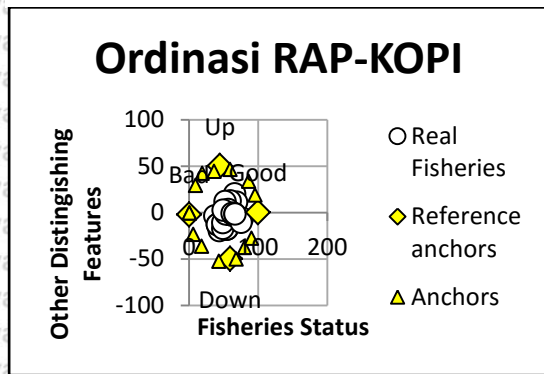 Ordinasi RAP-KOPI
100
Up
50
Bad
Good
0
0
100
200
-50
-100
Down
Other Distingishing
Features
Fisheries Status
Real
Fisheries
Reference
anchors
Anchors